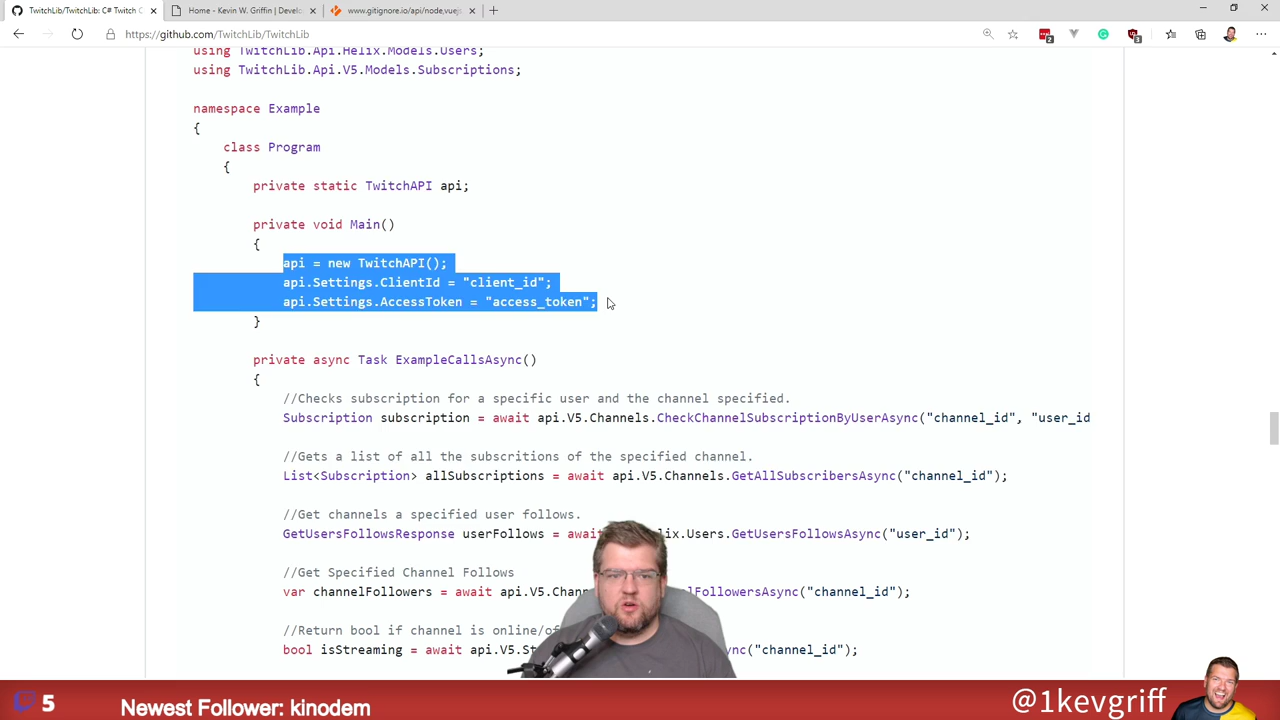 TwitchLib/TwitchLib: C# Twitch C
Home - Kevin W. Griffin | Develo
www.gitignore.io/api/node,vuejs
https://github.com/TwitchLib/TwitchLib
using TwitchLib.Api.Helix.Models.Users;
using TwitchLib.Api.V5.Models.Subscriptions;
namespace Example
{
class Program
{
private static TwitchAPI api;
private void Main()
{
api = new TwitchAPI();
api.Settings.ClientId = "client_id";
api.Settings.AccessToken = "access_token";
}
private async Task ExampleCallsAsync()
{
//Checks subscription for a specific user and the channel specified.
Subscription subscription = await api.V5.Channels.CheckChannelSubscriptionByUserAsync("channel_id", "user_id
//Gets a list of all the subscritions of the specified channel.
List<Subscription> allSubscriptions = await api.V5.Channels.GetAllSubscribersAsync("channel_id");
//Get channels a specified user follows.
GetUsersFollowsResponse userFollows = await lix.Users.GetUsersFollowsAsync("user_id");
//Get Specified Channel Follows
var channelFollowers = await api.V5.Chan lFollowersAsync("channel_id");
//Return bool if channel is online/of
bool isStreaming = await api.V5.St nc("channel_id");
5
Newest Follower: kinodem
@1kevgriff